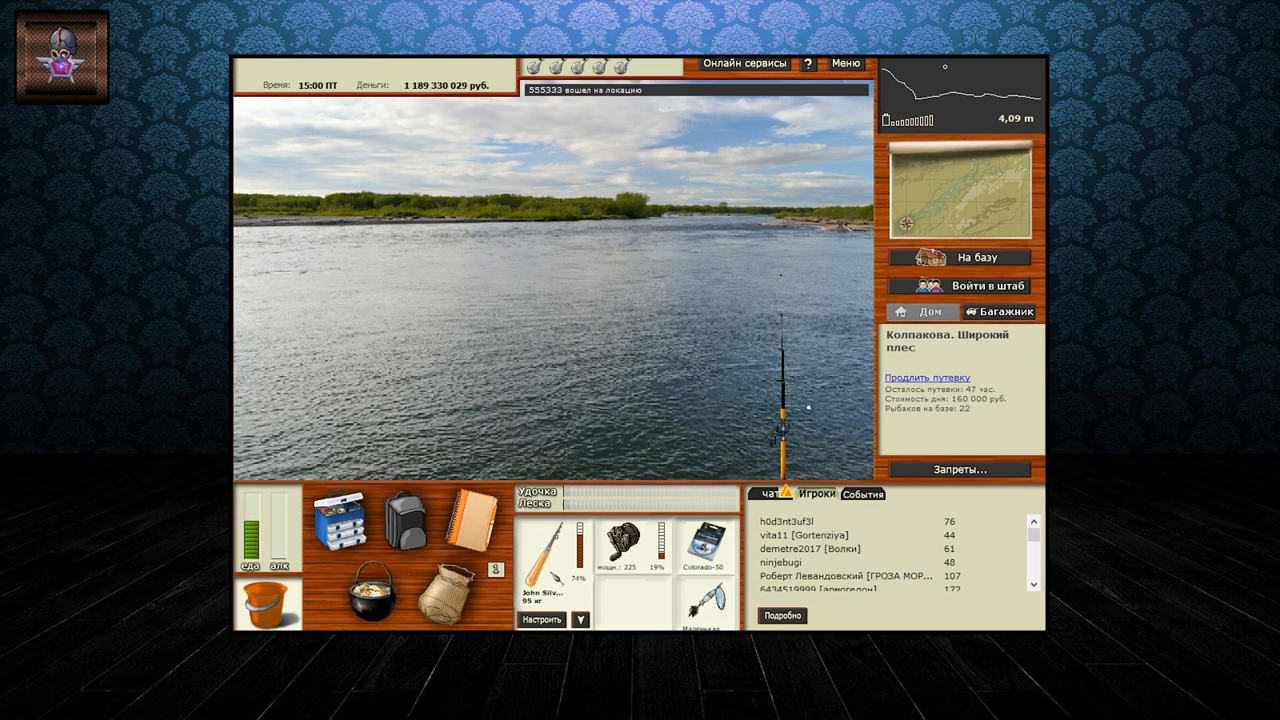 Время: 15:00 ПТ Деньги: 1 189 330 029 руб.
Онлайн сервисы ? Меню
555333 вошел на локацию
4,09 m
На базу
Войти в штаб
Дом Багажник
Колпакова. Широкий
плес
Продлить путевку
Осталось путевки: 47 час.
Стоимость дня: 160 000 руб.
Рыбаков на базе: 22
Запреты...
Удочка
Леска
чат Игроки События
еда алк
1
74%
John Silv...
95 кг
Настроить
мощн.: 225 19%
Colorado-50
Маленькая
h0d3nt3uf3l 76
vita11 [Gortenziya] 44
demetre2017 [Волки] 61
ninjebugi 48
Роберт Левандовский [ГРОЗА МОР... 107
6434519999 [армогелон] 172
Подробно